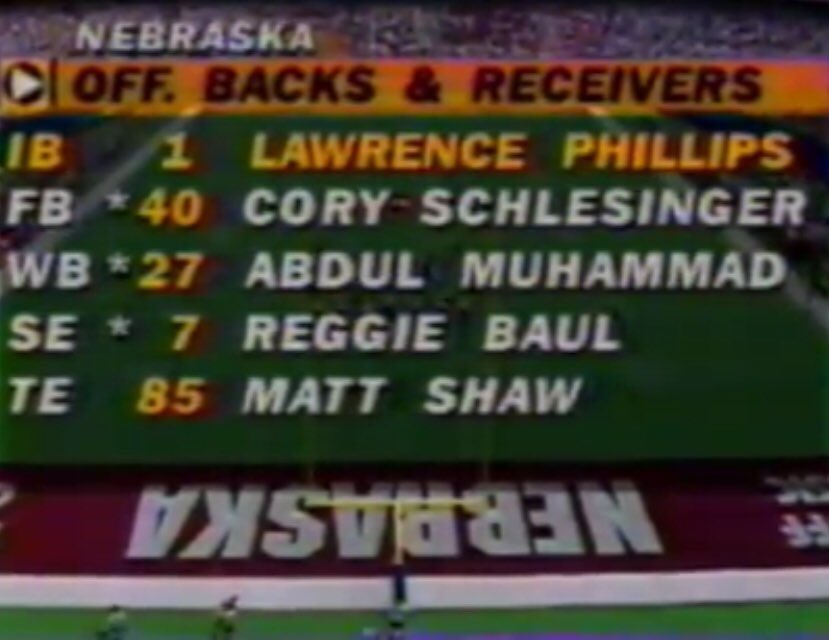 NEBRASKA
OFF. BACKS & RECEIVERS
IB 1 LAWRENCE PHILLIPS
FB *40 CORY SCHLESINGER
WB *27 ABDUL MUHAMMAD
SE * 7 REGGIE BAUL
TE 85 MATT SHAW
NEBRASKA